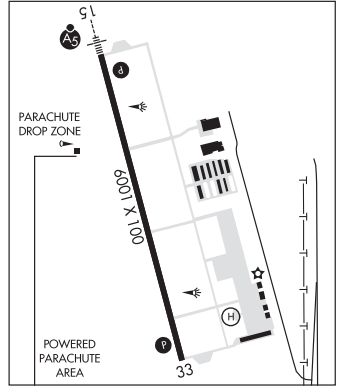 15
A5
P
PARACHUTE
DROP ZONE
6001 X 100
H
P
33
POWERED
PARACHUTE
AREA